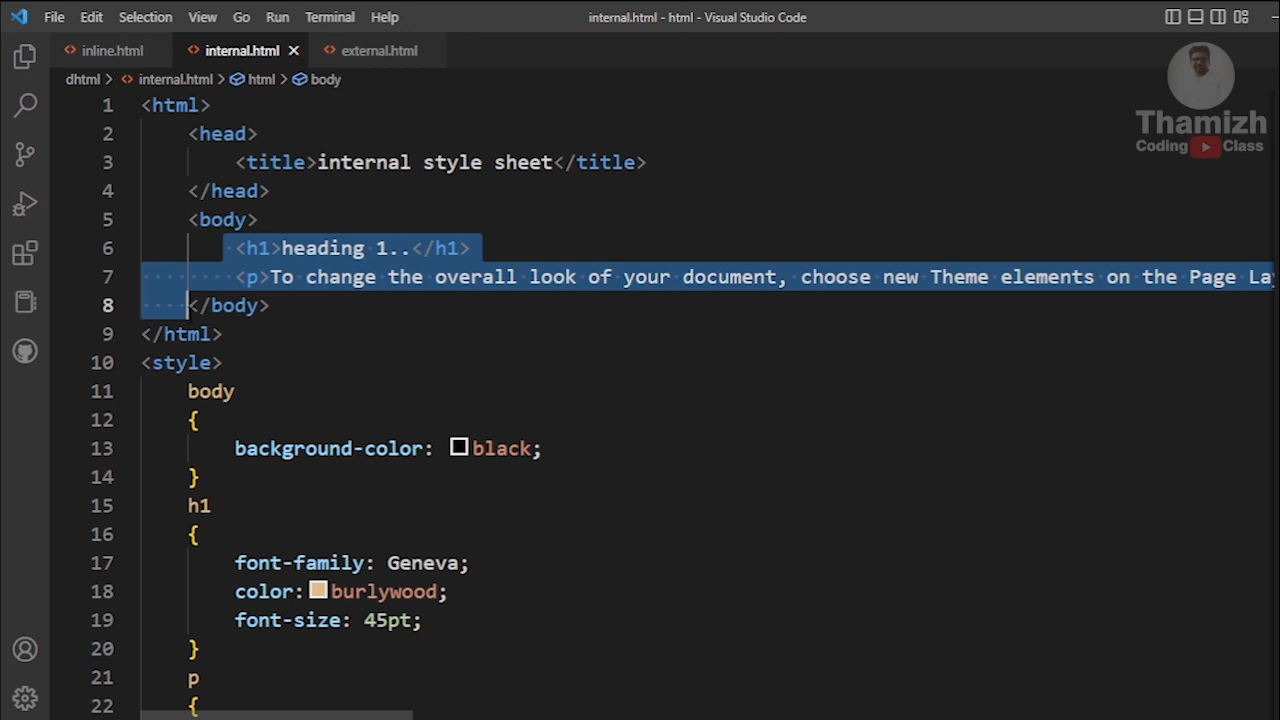 File Edit Selection View Go Run Terminal Help internal.html - html - Visual Studio Code
inline.html internal.html external.html
dhtml > internal.html > html > body
Thamizh
Coding Class
1 <html>
2 <head>
3 <title>internal style sheet</title>
4 </head>
5 <body>
6 <h1>heading 1..</h1>
7 <p>To change the overall look of your document, choose new Theme elements on the Page
8 </body>
9 </html>
10 <style>
11 body
12 {
13 background-color: black;
14 }
15 h1
16 {
17 font-family: Geneva;
18 color: burlywood;
19 font-size: 45pt;
20 }
21 p
22 {